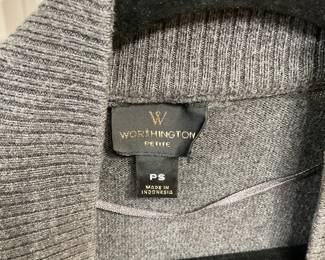 W
WORTHINGTON
PETITE
PS
MADE IN
INDONESIA